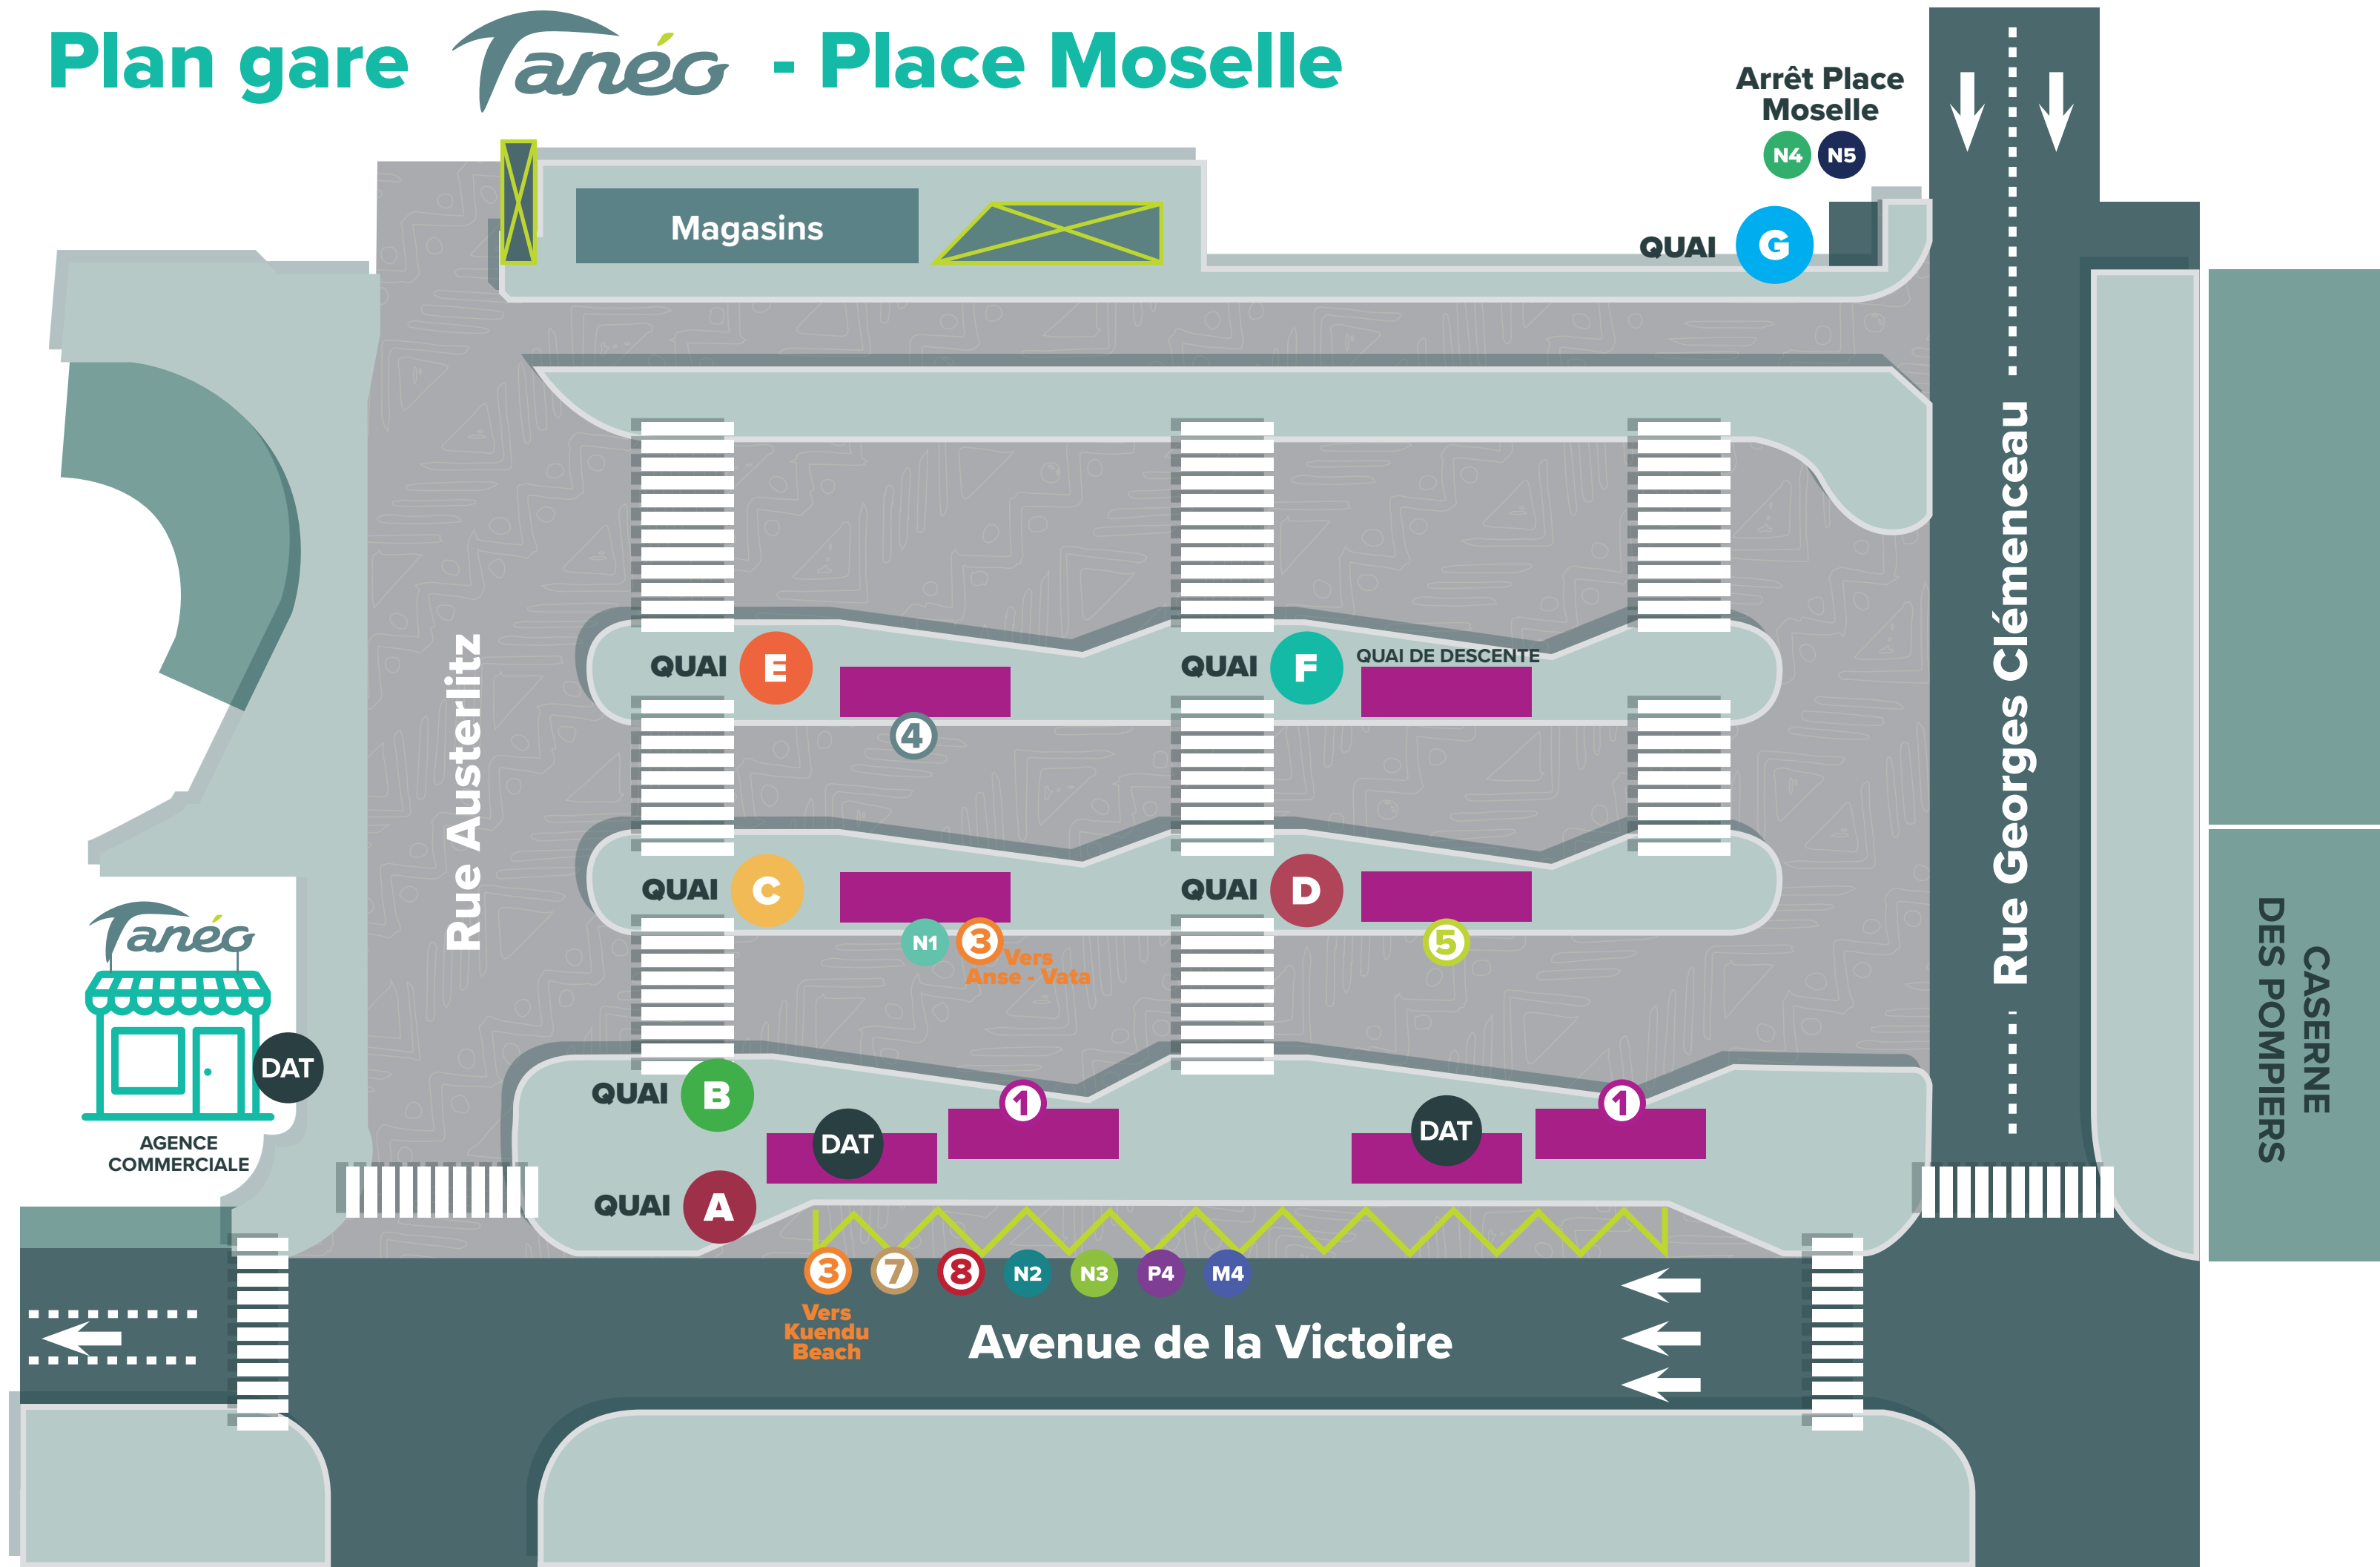 Plan gare Tanéo - Place Moselle
Arrêt Place
Moselle
N4 N5
QUAI G
Magasins
Rue Georges Clémenceau
Rue Austerlitz
QUAI E
4
QUAI F
QUAI DE DESCENTE
QUAI C
N1 3
Vers
Anse - Vata
QUAI D
5
CASERNE
DES POMPIERS
Tanéo
DAT
AGENCE
COMMERCIALE
QUAI B
1
1
DAT
DAT
QUAI A
3 7 8 N2 N3 P4 M4
Vers
Kuendu
Beach
Avenue de la Victoire